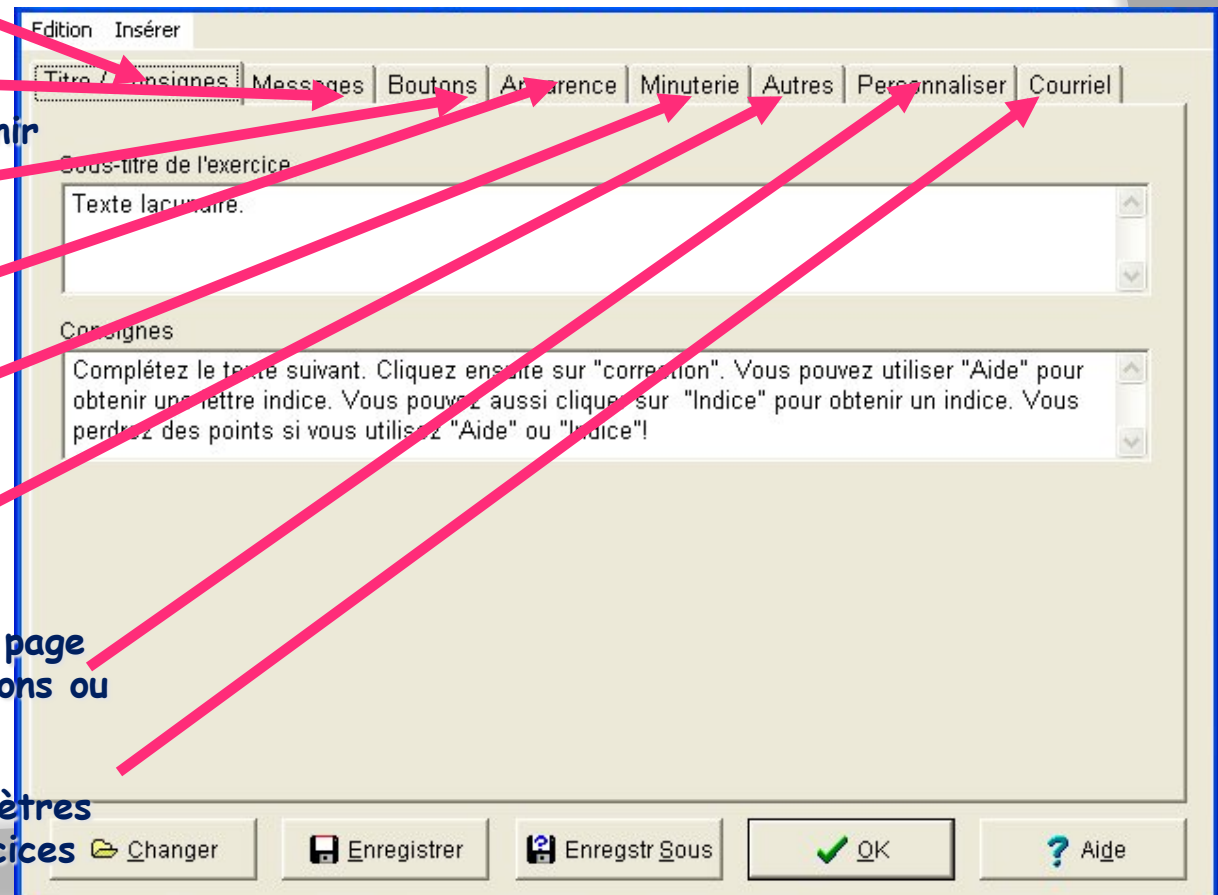 Edition Insérer
Titre / Consignes Messages Boutons Apparence Minuterie Autres Personnaliser Courriel
nir
Sous-titre de l'exercice
Texte lacunaire.
Consignes
Complétez le texte suivant. Cliquez ensuite sur "correction". Vous pouvez utiliser "Aide" pour
obtenir une lettre indice. Vous pouvez aussi cliquer sur "Indice" pour obtenir un indice. Vous
perdrez des points si vous utilisez "Aide" ou "Indice"!
page
ons ou
ètres
cices
Changer Enregistrer Enregstr Sous OK Aide